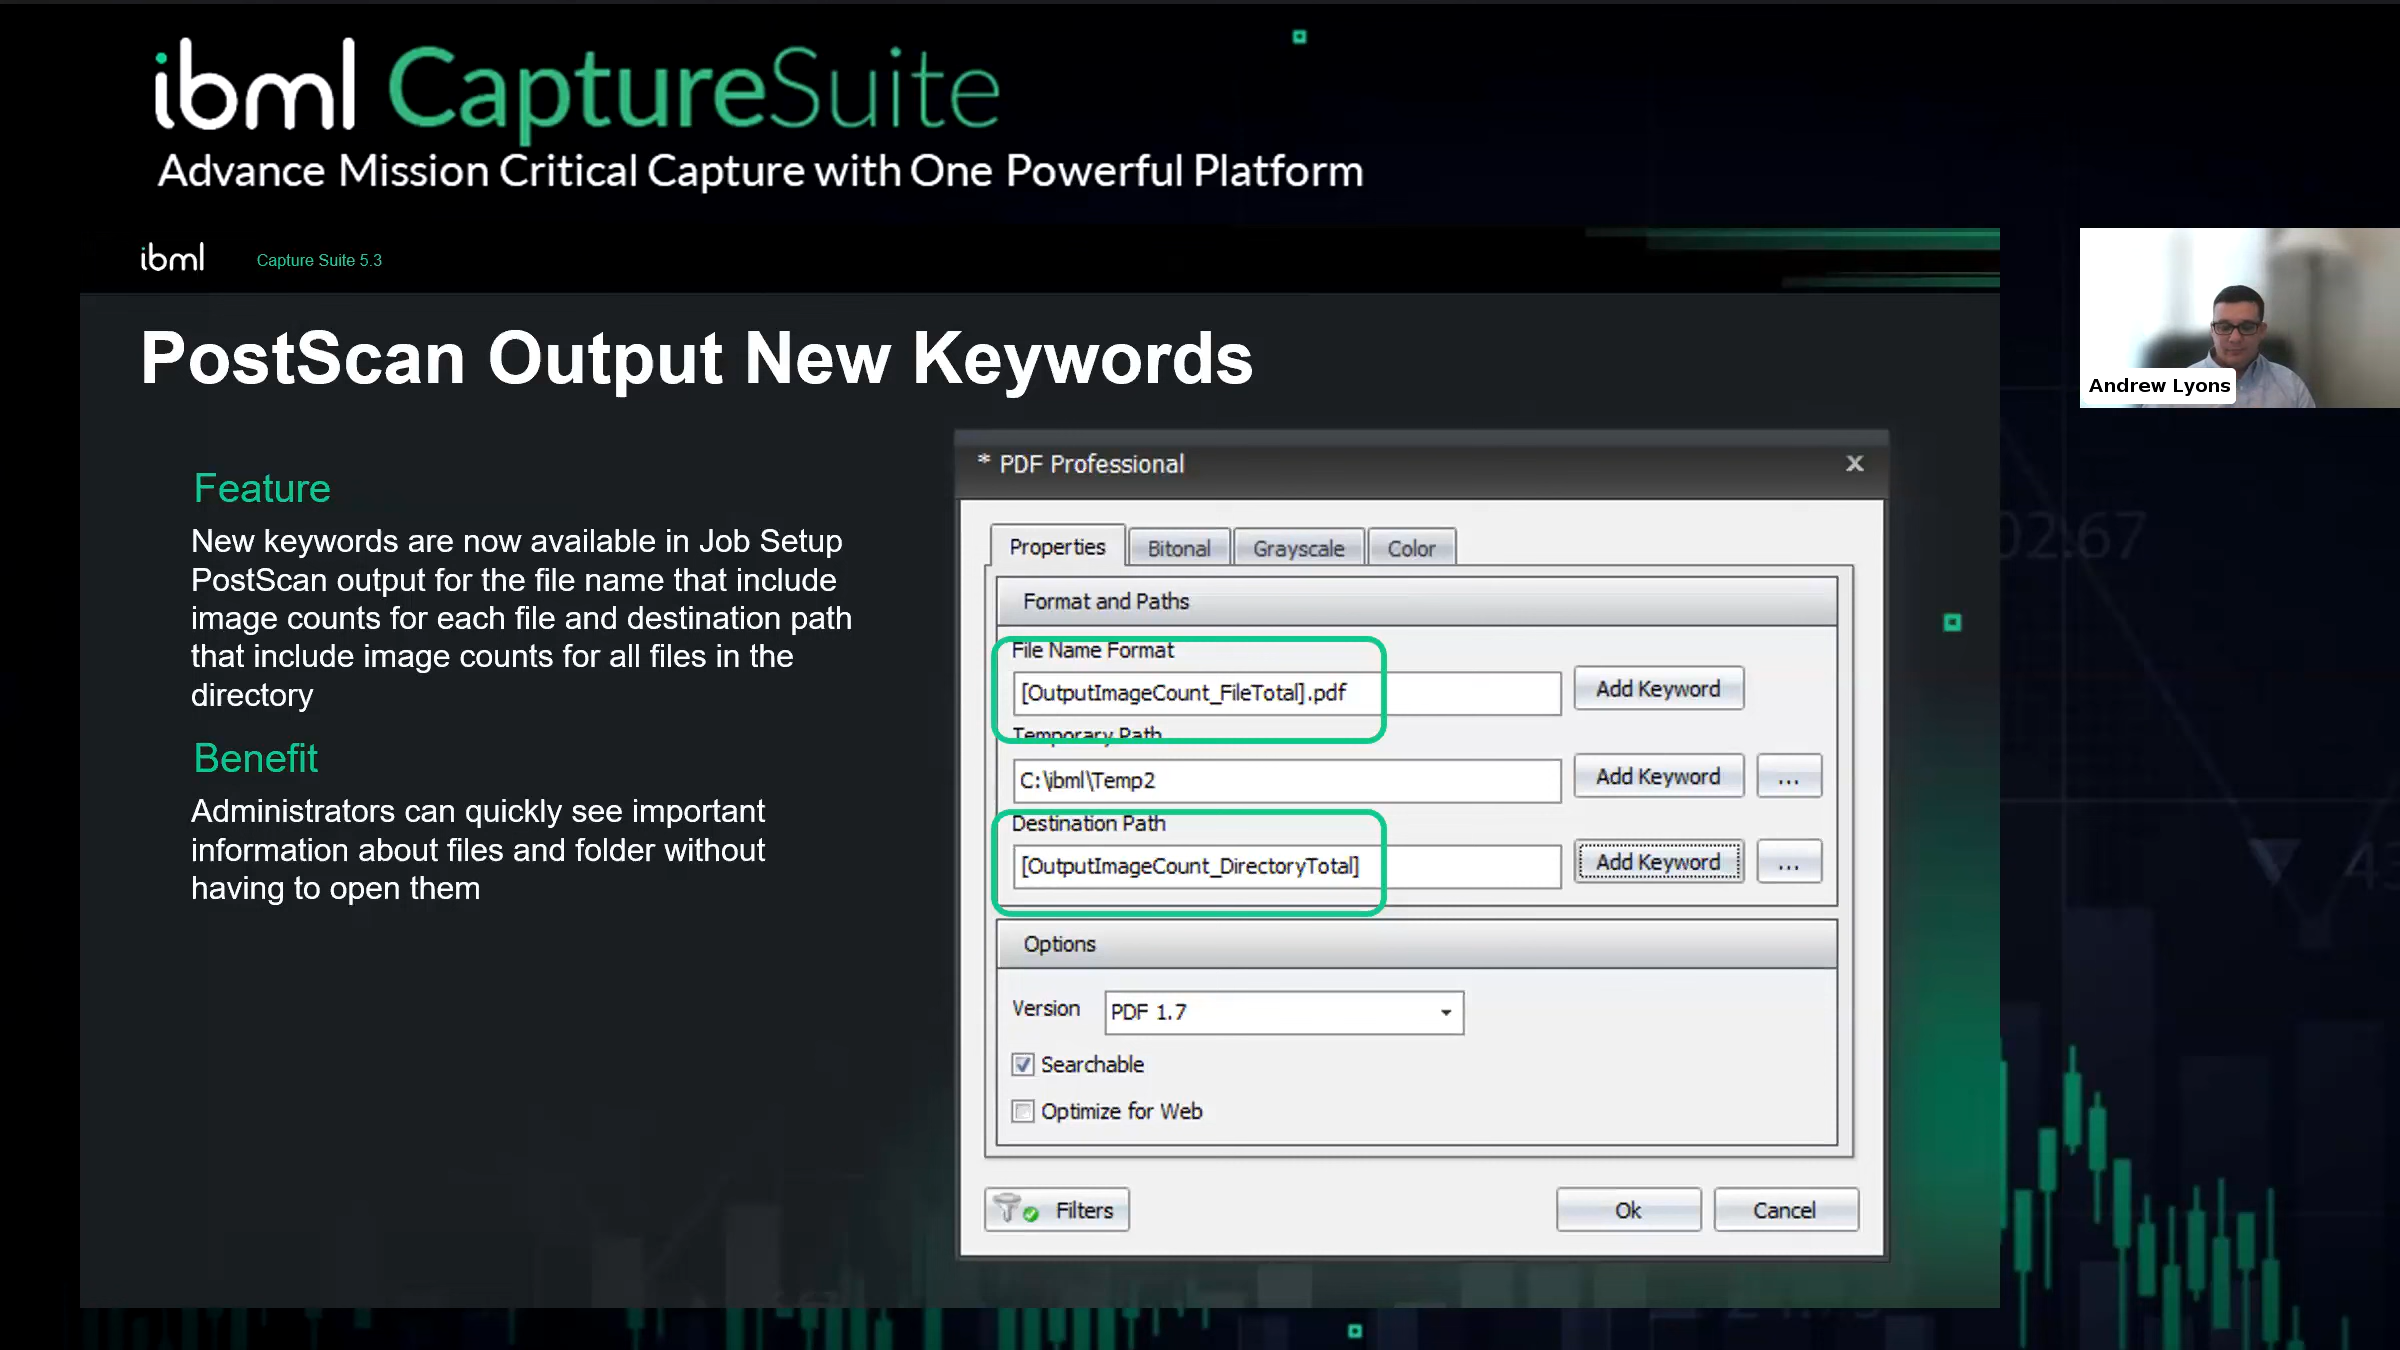 ibml CaptureSuite
Advance Mission Critical Capture with One Powerful Platform
ibml Capture Suite 5.3
PostScan Output New Keywords
Feature
New keywords are now available in Job Setup
PostScan output for the file name that include
image counts for each file and destination path
that include image counts for all files in the
directory
Benefit
Administrators can quickly see important
information about files and folder without
having to open them
* PDF Professional
x
Properties Bitonal Grayscale Color
Format and Paths
File Name Format
[OutputImageCount_FileTotal].pdf Add Keyword
Temporary Path
C:\ibml\Temp2 Add Keyword ...
Destination Path
[OutputImageCount_DirectoryTotal] Add Keyword ...
Options
Version PDF 1.7
Searchable
Optimize for Web
Filters Ok Cancel
Andrew Lyons
02.67